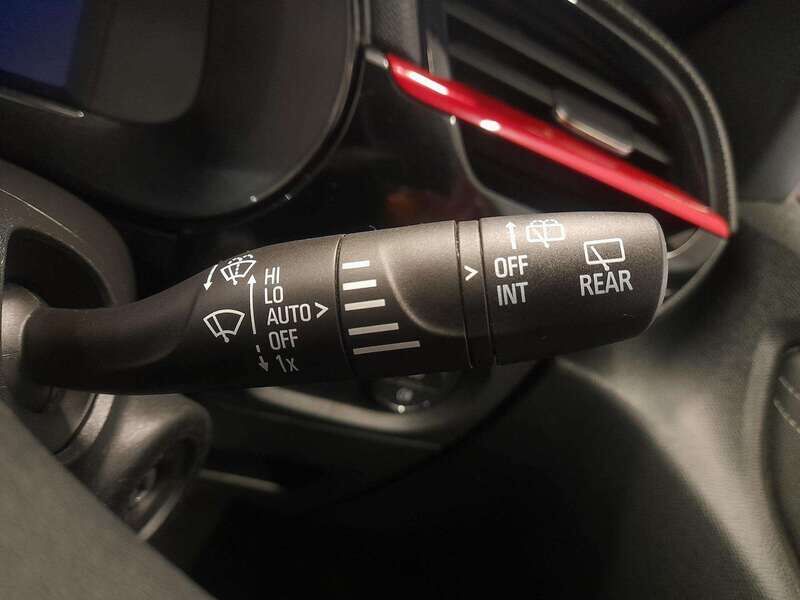 HI
LO
AUTO >
OFF
1x
>
OFF
INT
REAR